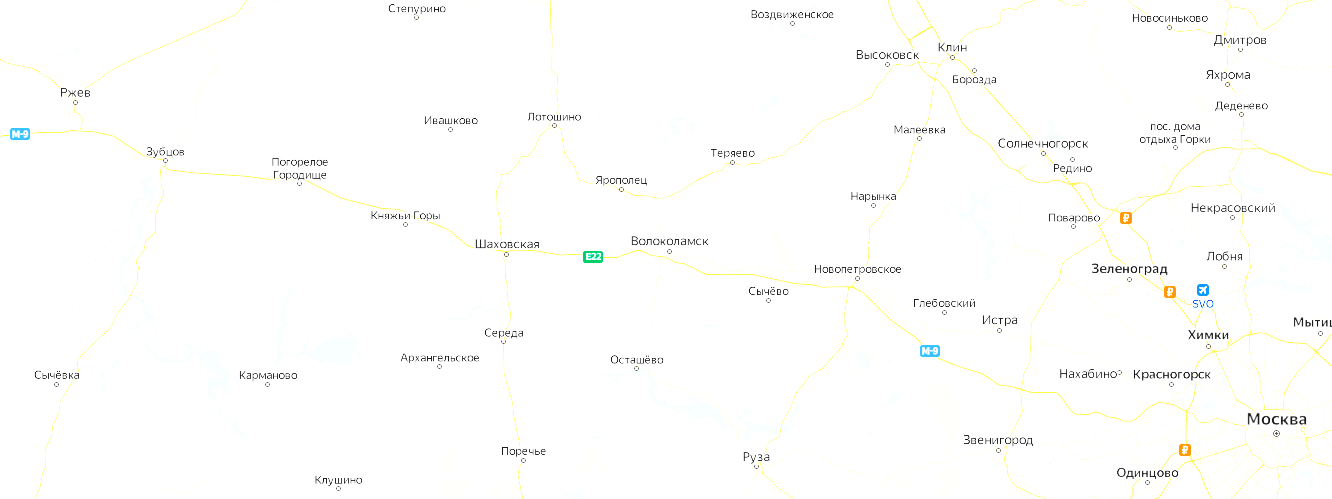 Степурино
Воздвиженское
Новосиньково
Дмитров
Клин
Высоковск
Борозда
Яхрома
Ржев
Деденево
М-9
Ивашково
Лотошино
Малеевка
пос. дома
отдыха Горки
Солнечногорск
Зубцов
Погорелое
Городище
Теряево
Редино
Ярополец
Нарынка
Княжьи Горы
Поварово
Некрасовский
Шаховская
E22
Волоколамск
Новопетровское
Зеленоград
Лобня
Сычёво
Глебовский
SVO
Истра
Химки
Мытищ
Середа
Архангельское
Осташёво
М-9
Сычёвка
Карманово
Нахабино
Красногорск
Москва
Звенигород
Поречье
Руза
Одинцово
Клушино